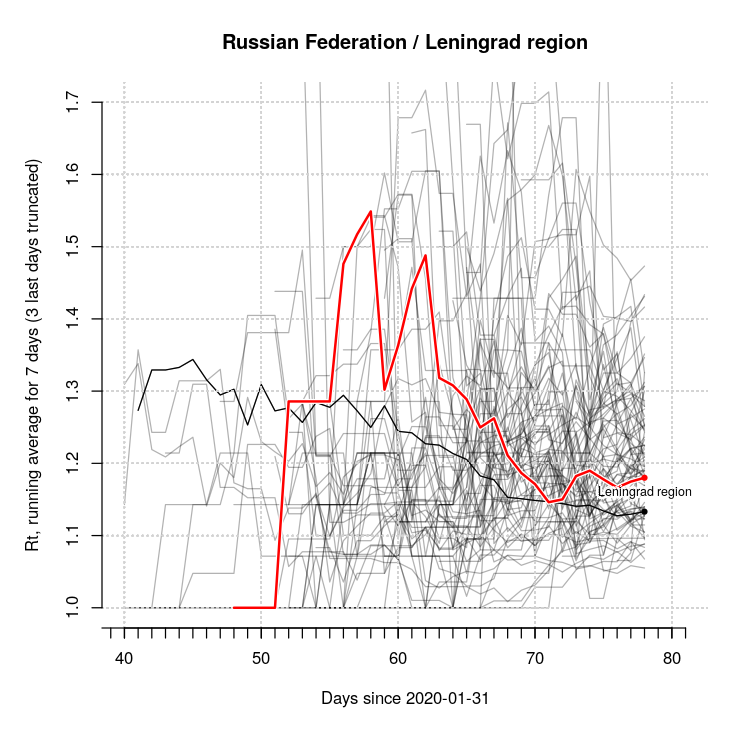 Russian Federation / Leningrad region
Rt, running average for 7 days (3 last days truncated)
1.7
1.6
1.5
1.4
1.3
1.2
1.1
1.0
Leningrad region
40 50 60 70 80
Days since 2020-01-31